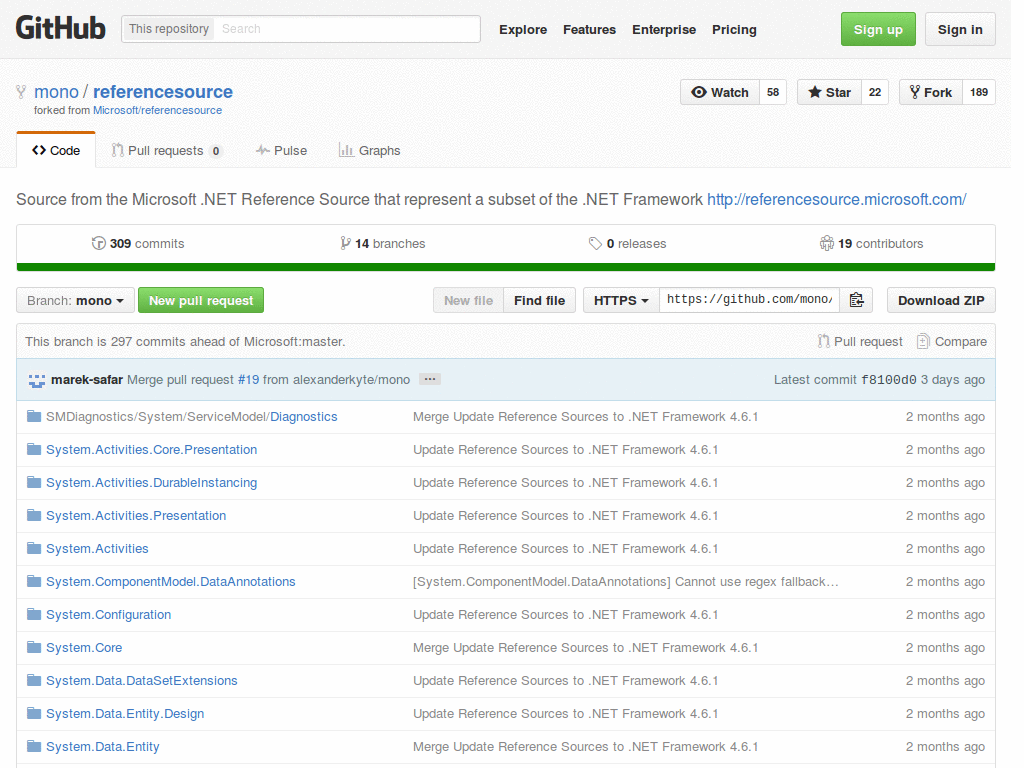 GitHub This repository Search Explore Features Enterprise Pricing Sign up Sign in
mono / referencesource Watch 58 Star 22 Fork 189
forked from Microsoft/referencesource
Code Pull requests 0 Pulse Graphs
Source from the Microsoft .NET Reference Source that represent a subset of the .NET Framework http://referencesource.microsoft.com/
309 commits 14 branches 0 releases 19 contributors
Branch: mono New pull request New file Find file HTTPS https://github.com/mono/ Download ZIP
This branch is 297 commits ahead of Microsoft:master. Pull request Compare
marek-safar Merge pull request #19 from alexanderkyte/mono … Latest commit f8100d0 3 days ago
SMDiagnostics/System/ServiceModel/Diagnostics Merge Update Reference Sources to .NET Framework 4.6.1 2 months ago
System.Activities.Core.Presentation Update Reference Sources to .NET Framework 4.6.1 2 months ago
System.Activities.DurableInstancing Update Reference Sources to .NET Framework 4.6.1 2 months ago
System.Activities.Presentation Update Reference Sources to .NET Framework 4.6.1 2 months ago
System.Activities Update Reference Sources to .NET Framework 4.6.1 2 months ago
System.ComponentModel.DataAnnotations [System.ComponentModel.DataAnnotations] Cannot use regex fallback… 2 months ago
System.Configuration Update Reference Sources to .NET Framework 4.6.1 2 months ago
System.Core Merge Update Reference Sources to .NET Framework 4.6.1 2 months ago
System.Data.DataSetExtensions Update Reference Sources to .NET Framework 4.6.1 2 months ago
System.Data.Entity.Design Update Reference Sources to .NET Framework 4.6.1 2 months ago
System.Data.Entity Merge Update Reference Sources to .NET Framework 4.6.1 2 months ago